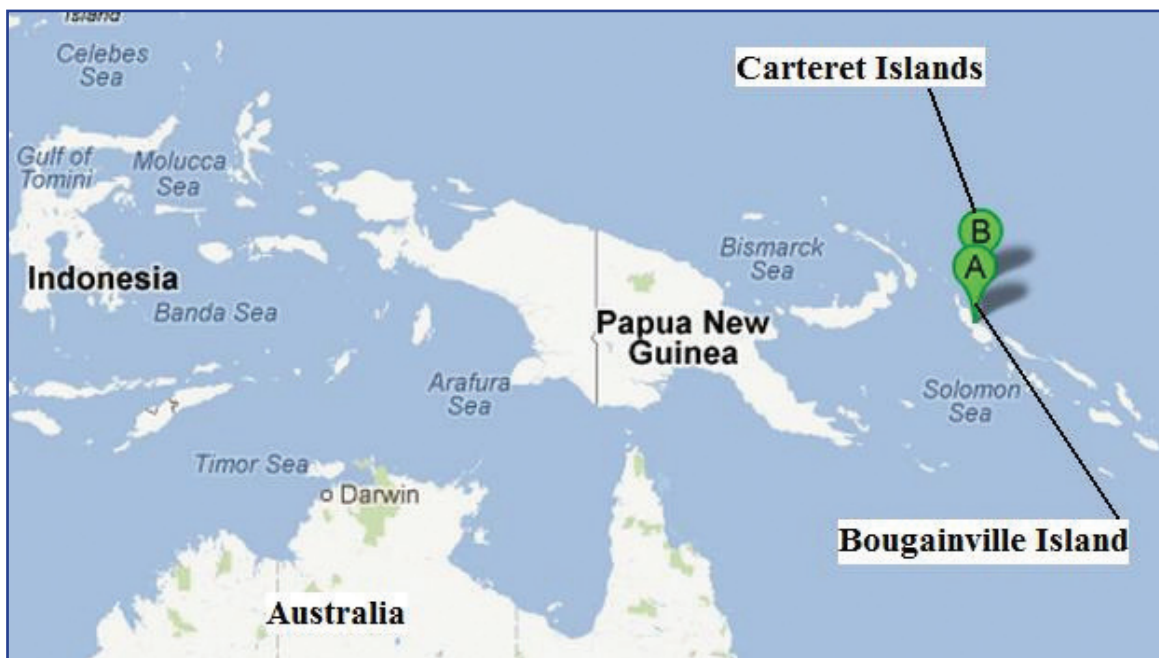 Island
Celebes
Sea
Carteret Islands
Gulf of
Tomini
Molucca
Sea
B
A
Bismarck
Sea
Indonesia
Banda Sea
Papua New
Guinea
Arafura
Sea
Solomon
Sea
Timor Sea
Darwin
Bougainville Island
Australia